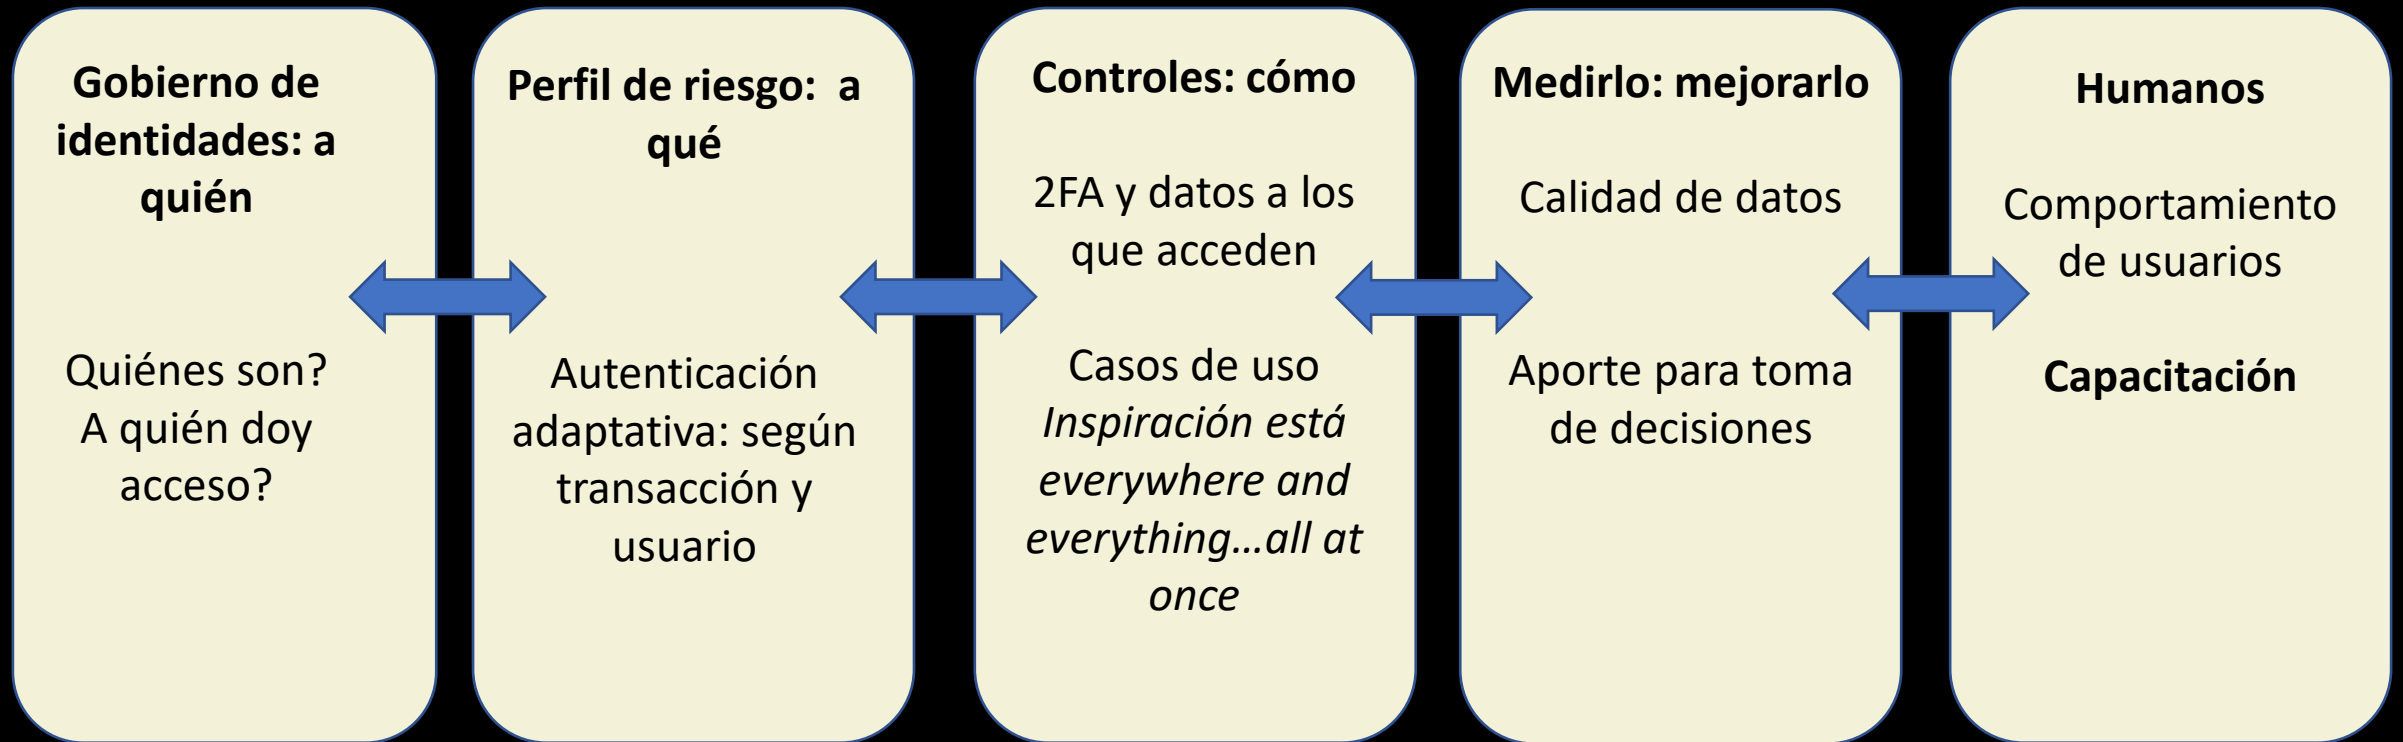 Gobierno de
identidades: a
quién
Quiénes son?
A quién doy
acceso?
Perfil de riesgo:  a
qué
Autenticación
adaptativa: según
transacción y
usuario
Controles: cómo
2FA y datos a los
que acceden
Casos de uso
Inspiración está
everywhere and
everything...all at
once
Medirlo: mejorarlo
Calidad de datos
Aporte para toma
de decisiones
Humanos
Comportamiento
de usuarios
Capacitación